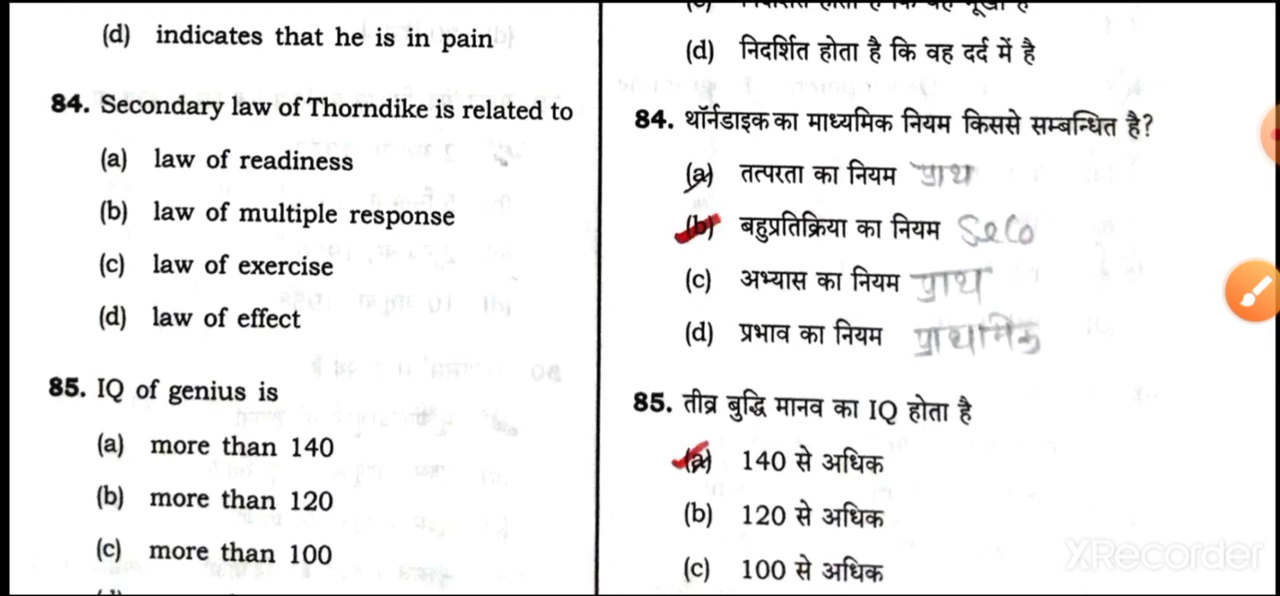 (d) indicates that he is in pain
84. Secondary law of Thorndike is related to
(a) law of readiness
(b) law of multiple response
(c) law of exercise
(d) law of effect
85. IQ of genius is
(a) more than 140
(b) more than 120
(c) more than 100
(d) निदर्शित होता है कि वह दर्द में है
84. थॉर्नडाइक का माध्यमिक नियम किससे सम्बन्धित है?
(a) तत्परता का नियम प्राथ
(b) बहुप्रतिक्रिया का नियम Seco
(c) अभ्यास का नियम प्राथ
(d) प्रभाव का नियम प्राथमिक
85. तीव्र बुद्धि मानव का IQ होता है
(a) 140 से अधिक
(b) 120 से अधिक
(c) 100 से अधिक
XRecorder